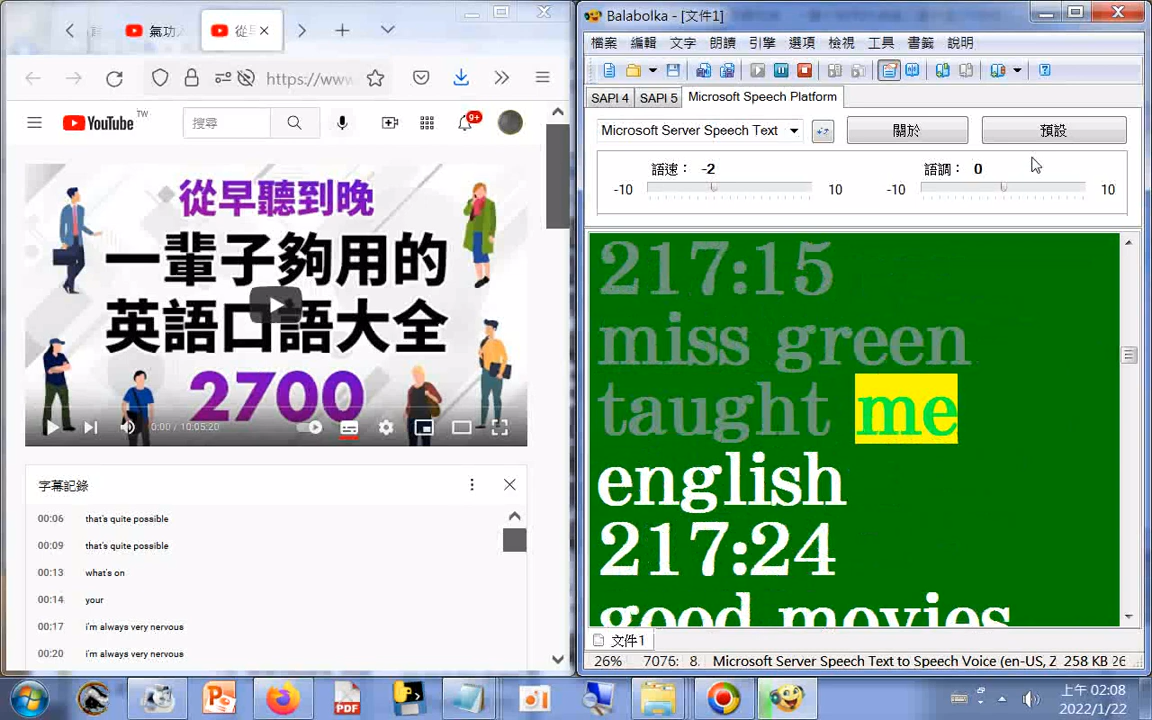 氣功
從
https://www
YouTube
TW
搜尋
9+
從早聽到晚
一輩子夠用的
英語口語大全
2700
0:00 / 10:05:20
字幕記錄
00:06 that's quite possible
00:09 that's quite possible
00:13 what's on
00:14 your
00:17 i'm always very nervous
00:20 i'm always very nervous
Balabolka - [文件1]
檔案 編輯 文字 朗讀 引擎 選項 檢視 工具 書籤 說明
SAPI 4 SAPI 5 Microsoft Speech Platform
Microsoft Server Speech Text 關於 預設
語速： -2 語調： 0
-10 10 -10 10
217:15
miss green
taught me
english
217:24
good movies
文件1
26% 7076: 8. Microsoft Server Speech Text to Speech Voice (en-US, Z 258 KB 26
PDF
上午 02:08
2022/1/22